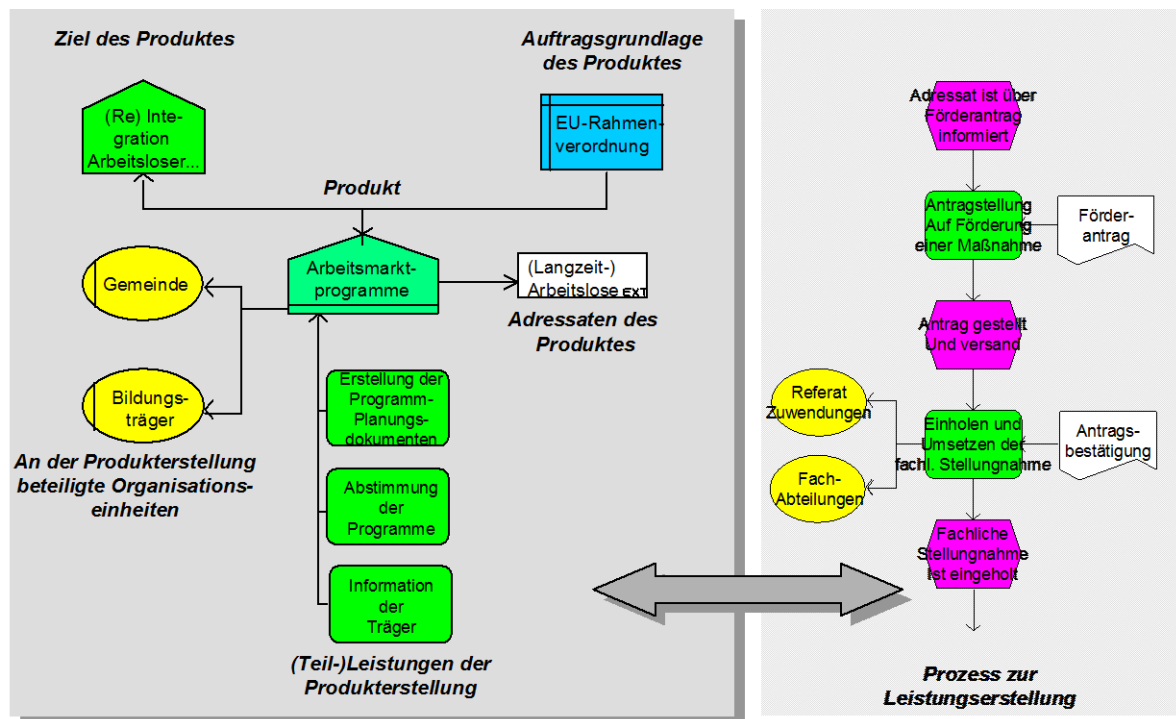 Ziel des Produktes
Auftragsgrundlage
des Produktes
(Re) Inte-
gration
Arbeitsloser...
EU-Rahmen-
verordnung
Produkt
Arbeitsmarkt-
programme
Gemeinde
Bildungs-
träger
An der Produkterstellung
beteiligte Organisations-
einheiten
(Langzeit-)
Arbeitslose EXT
Adressaten des
Produktes
Erstellung der
Programm-
Planungs-
dokumenten
Abstimmung
der
Programme
Information
der
Träger
(Teil-)Leistungen der
Produkterstellung
Adressat ist über
Förderantrag
informiert
Antragstellung
Auf Förderung
einer Maßnahme
Förder-
antrag
Antrag gestellt
Und versand
Referat
Zuwendungen
Fach-
Abteilungen
Einholen und
Umsetzen der
fachl. Stellungnahme
Antrags-
bestätigung
Fachliche
Stellungnahme
Ist eingeholt
Prozess zur
Leistungserstellung